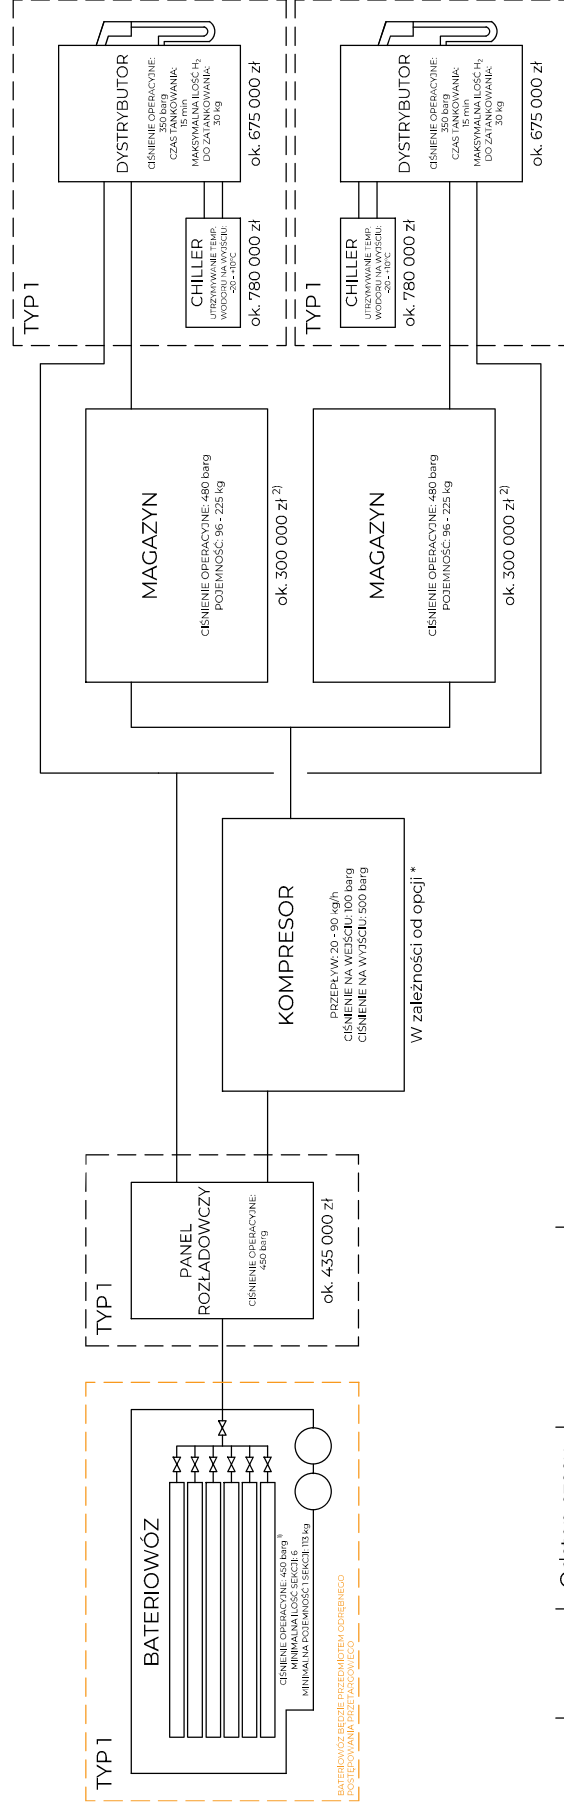 TYP 1
BATERIOWÓZ
CIŚNIENIE OPERACYJNE: 450 barg 1)
MINIMALNA ILOŚĆ SEKCJI: 6
MINIMALNA POJEMNOŚĆ 1 SEKCJI: 113 kg
BATERIOWÓZ BĘDZIE PRZEDMIOTEM ODRĘBNEGO
POSTĘPOWANIA PRZETARGOWEGO
TYP 1
PANEL
ROZŁADOWCZY
CIŚNIENIE OPERACYJNE:
450 barg
ok. 435 000 zł
KOMPRESOR
PRZEPŁYW: 20 - 90 kg/h
CIŚNIENIE NA WEJŚCIU: 100 barg
CIŚNIENIE NA WYJŚCIU: 500 barg
W zależności od opcji *
MAGAZYN
CIŚNIENIE OPERACYJNE: 480 barg
POJEMNOŚĆ: 96 - 225 kg
ok. 300 000 zł 2)
MAGAZYN
CIŚNIENIE OPERACYJNE: 480 barg
POJEMNOŚĆ: 96 - 225 kg
ok. 300 000 zł 2)
TYP 1
DYSTRYBUTOR
CIŚNIENIE OPERACYJNE:
350 barg
CZAS TANKOWANIA:
15 min
MAKSYMALNA ILOŚĆ H₂
DO ZATANKOWANIA:
30 kg
ok. 675 000 zł
CHILLER
UTRZYMYWANIE TEMP.
WODORU NA WYJŚCIU:
-20 - +10°C
ok. 780 000 zł
TYP 1
DYSTRYBUTOR
CIŚNIENIE OPERACYJNE:
350 barg
CZAS TANKOWANIA:
15 min
MAKSYMALNA ILOŚĆ H₂
DO ZATANKOWANIA:
30 kg
ok. 675 000 zł
CHILLER
UTRZYMYWANIE TEMP.
WODORU NA WYJŚCIU:
-20 - +10°C
ok. 780 000 zł